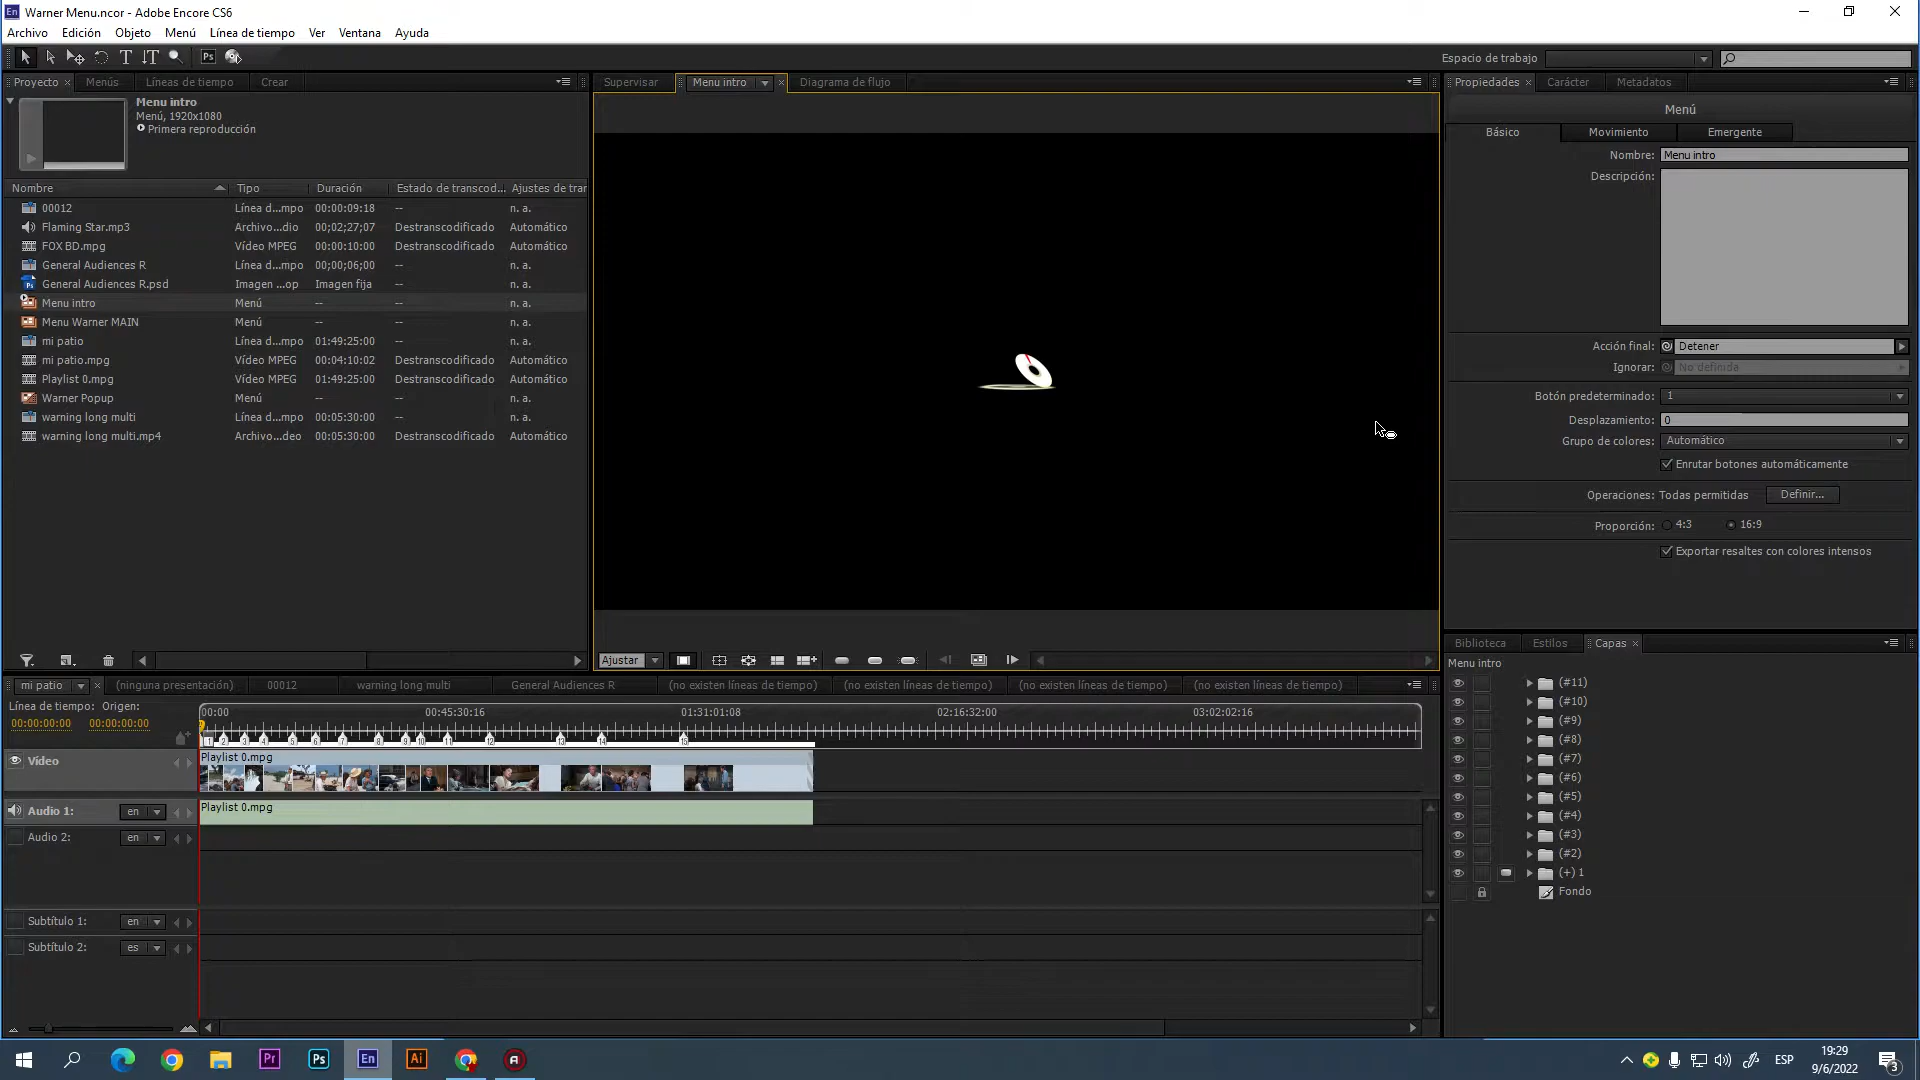 Warner Menu.ncor - Adobe Encore CS6
Archivo Edición Objeto Menú Línea de tiempo Ver Ventana Ayuda
Espacio de trabajo
Proyecto Menús Líneas de tiempo Crear
Menu intro
Menú, 1920x1080
Primera reproducción
Nombre Tipo Duración Estado de transcod... Ajustes de trar
00012 Línea d...mpo 00:00:09:18 -- n. a.
Flaming Star.mp3 Archivo...dio 00;02;27;07 Destranscodificado Automático
FOX BD.mpg Vídeo MPEG 00:00:10:00 Destranscodificado Automático
General Audiences R Línea d...mpo 00;00;06;00 -- n. a.
General Audiences R.psd Imagen ...op Imagen fija n. a.
Menu intro Menú -- -- n. a.
Menu Warner MAIN Menú -- -- n. a.
mi patio Línea d...mpo 01:49:25:00 -- n. a.
mi patio.mpg Vídeo MPEG 00:04:10:02 Destranscodificado Automático
Playlist 0.mpg Vídeo MPEG 01:49:25:00 Destranscodificado Automático
Warner Popup Menú -- -- n. a.
warning long multi Línea d...mpo 00:05:30:00 -- n. a.
warning long multi.mp4 Archivo...deo 00:05:30:00 Destranscodificado Automático
Supervisar Menu intro Diagrama de flujo
Ajustar
Propiedades Carácter Metadatos
Menú
Básico Movimiento Emergente
Nombre: Menu intro
Descripción:
Acción final: Detener
Ignorar: No definida
Botón predeterminado: 1
Desplazamiento: 0
Grupo de colores: Automático
Enrutar botones automáticamente
Operaciones: Todas permitidas Definir...
Proporción: 4:3 16:9
Exportar resaltes con colores intensos
Biblioteca Estilos Capas
Menu intro
(#11)
(#10)
(#9)
(#8)
(#7)
(#6)
(#5)
(#4)
(#3)
(#2)
(+) 1
Fondo
mi patio (ninguna presentación) 00012 warning long multi General Audiences R (no existen líneas de tiempo) (no existen líneas de tiempo) (no existen líneas de tiempo) (no existen líneas de tiempo)
Línea de tiempo: Origen:
00:00:00:00 00:00:00:00
00:00 00:45:30:16 01:31:01:08 02:16:32:00 03:02:02:16
Vídeo Playlist 0.mpg
Audio 1: en Playlist 0.mpg
Audio 2: en
Subtítulo 1: en
Subtítulo 2: es
Pr Ps En Ai
ESP
19:29
9/6/2022
3